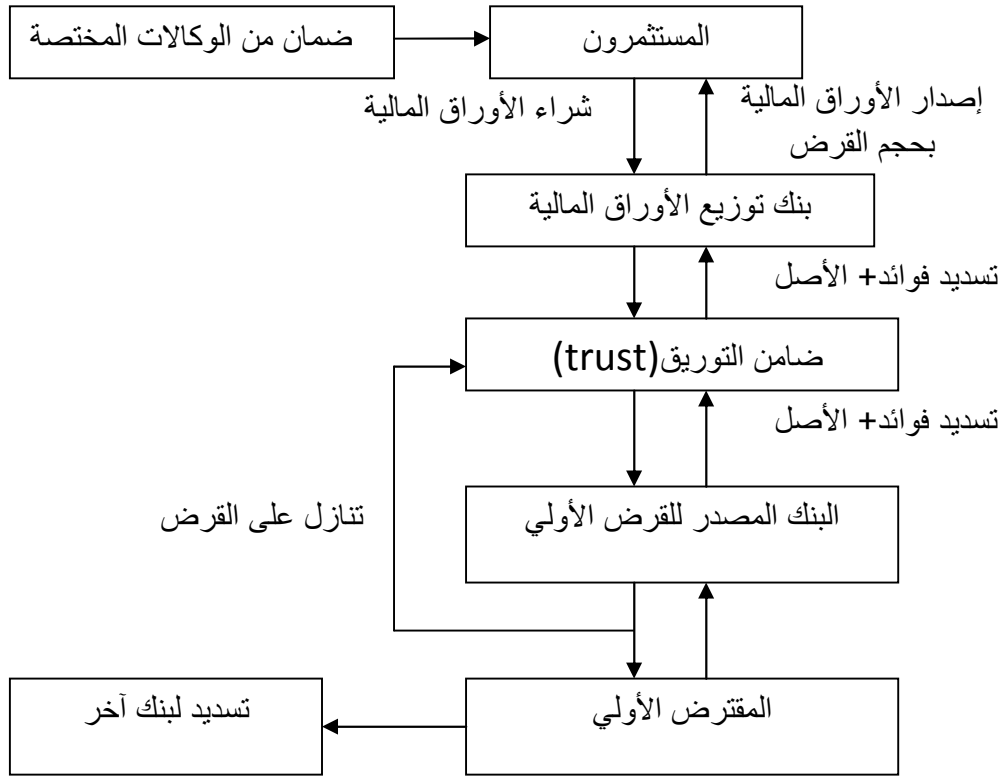 ضمان من الوكالات المختصة
المستثمرون
شراء الأوراق المالية
إصدار الأوراق المالية
بحجم القرض
بنك توزيع الأوراق المالية
تسديد فوائد+ الأصل
ضامن التوريق(trust)
تسديد فوائد+ الأصل
البنك المصدر للقرض الأولي
تنازل على القرض
المقترض الأولي
تسديد لبنك آخر